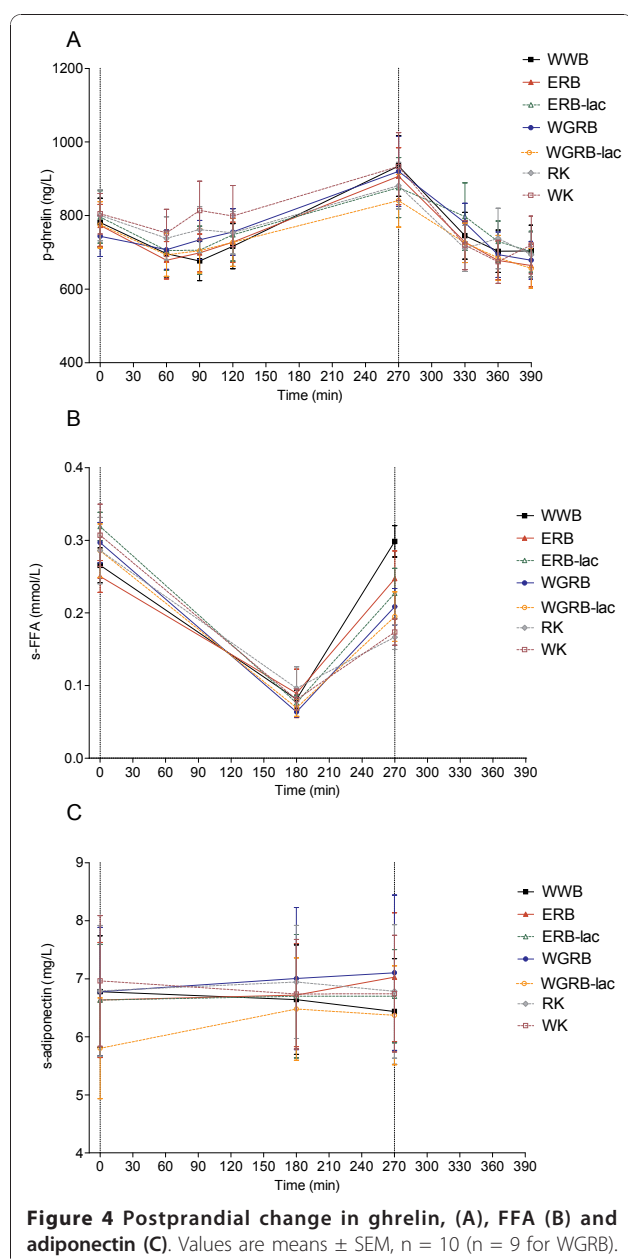 A
1200
1000
800
600
400
p-ghrelin (ng/L)
0 30 60 90 120 150 180 210 240 270 300 330 360 390
Time (min)
WWB
ERB
ERB-lac
WGRB
WGRB-lac
RK
WK
B
0.4
0.3
0.2
0.1
0.0
s-FFA (mmol/L)
0 30 60 90 120 150 180 210 240 270 300 330 360 390
Time (min)
WWB
ERB
ERB-lac
WGRB
WGRB-lac
RK
WK
C
9
8
7
6
5
4
s-adiponectin (mg/L)
0 30 60 90 120 150 180 210 240 270 300 330 360 390
Time (min)
WWB
ERB
ERB-lac
WGRB
WGRB-lac
RK
WK
Figure 4 Postprandial change in ghrelin, (A), FFA (B) and
adiponectin (C). Values are means ± SEM, n = 10 (n = 9 for WGRB).